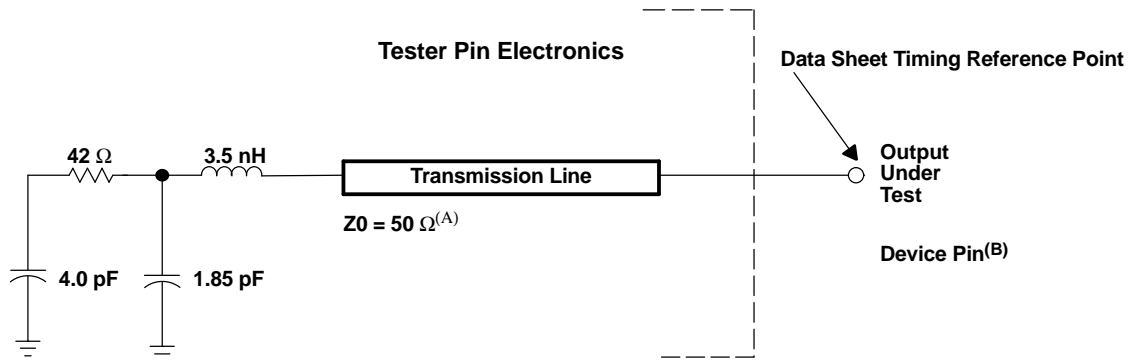 Tester Pin Electronics
Data Sheet Timing Reference Point
42 Ω
3.5 nH
Transmission Line
Output
Under
Test
Z0 = 50 Ω(A)
Device Pin(B)
4.0 pF
1.85 pF